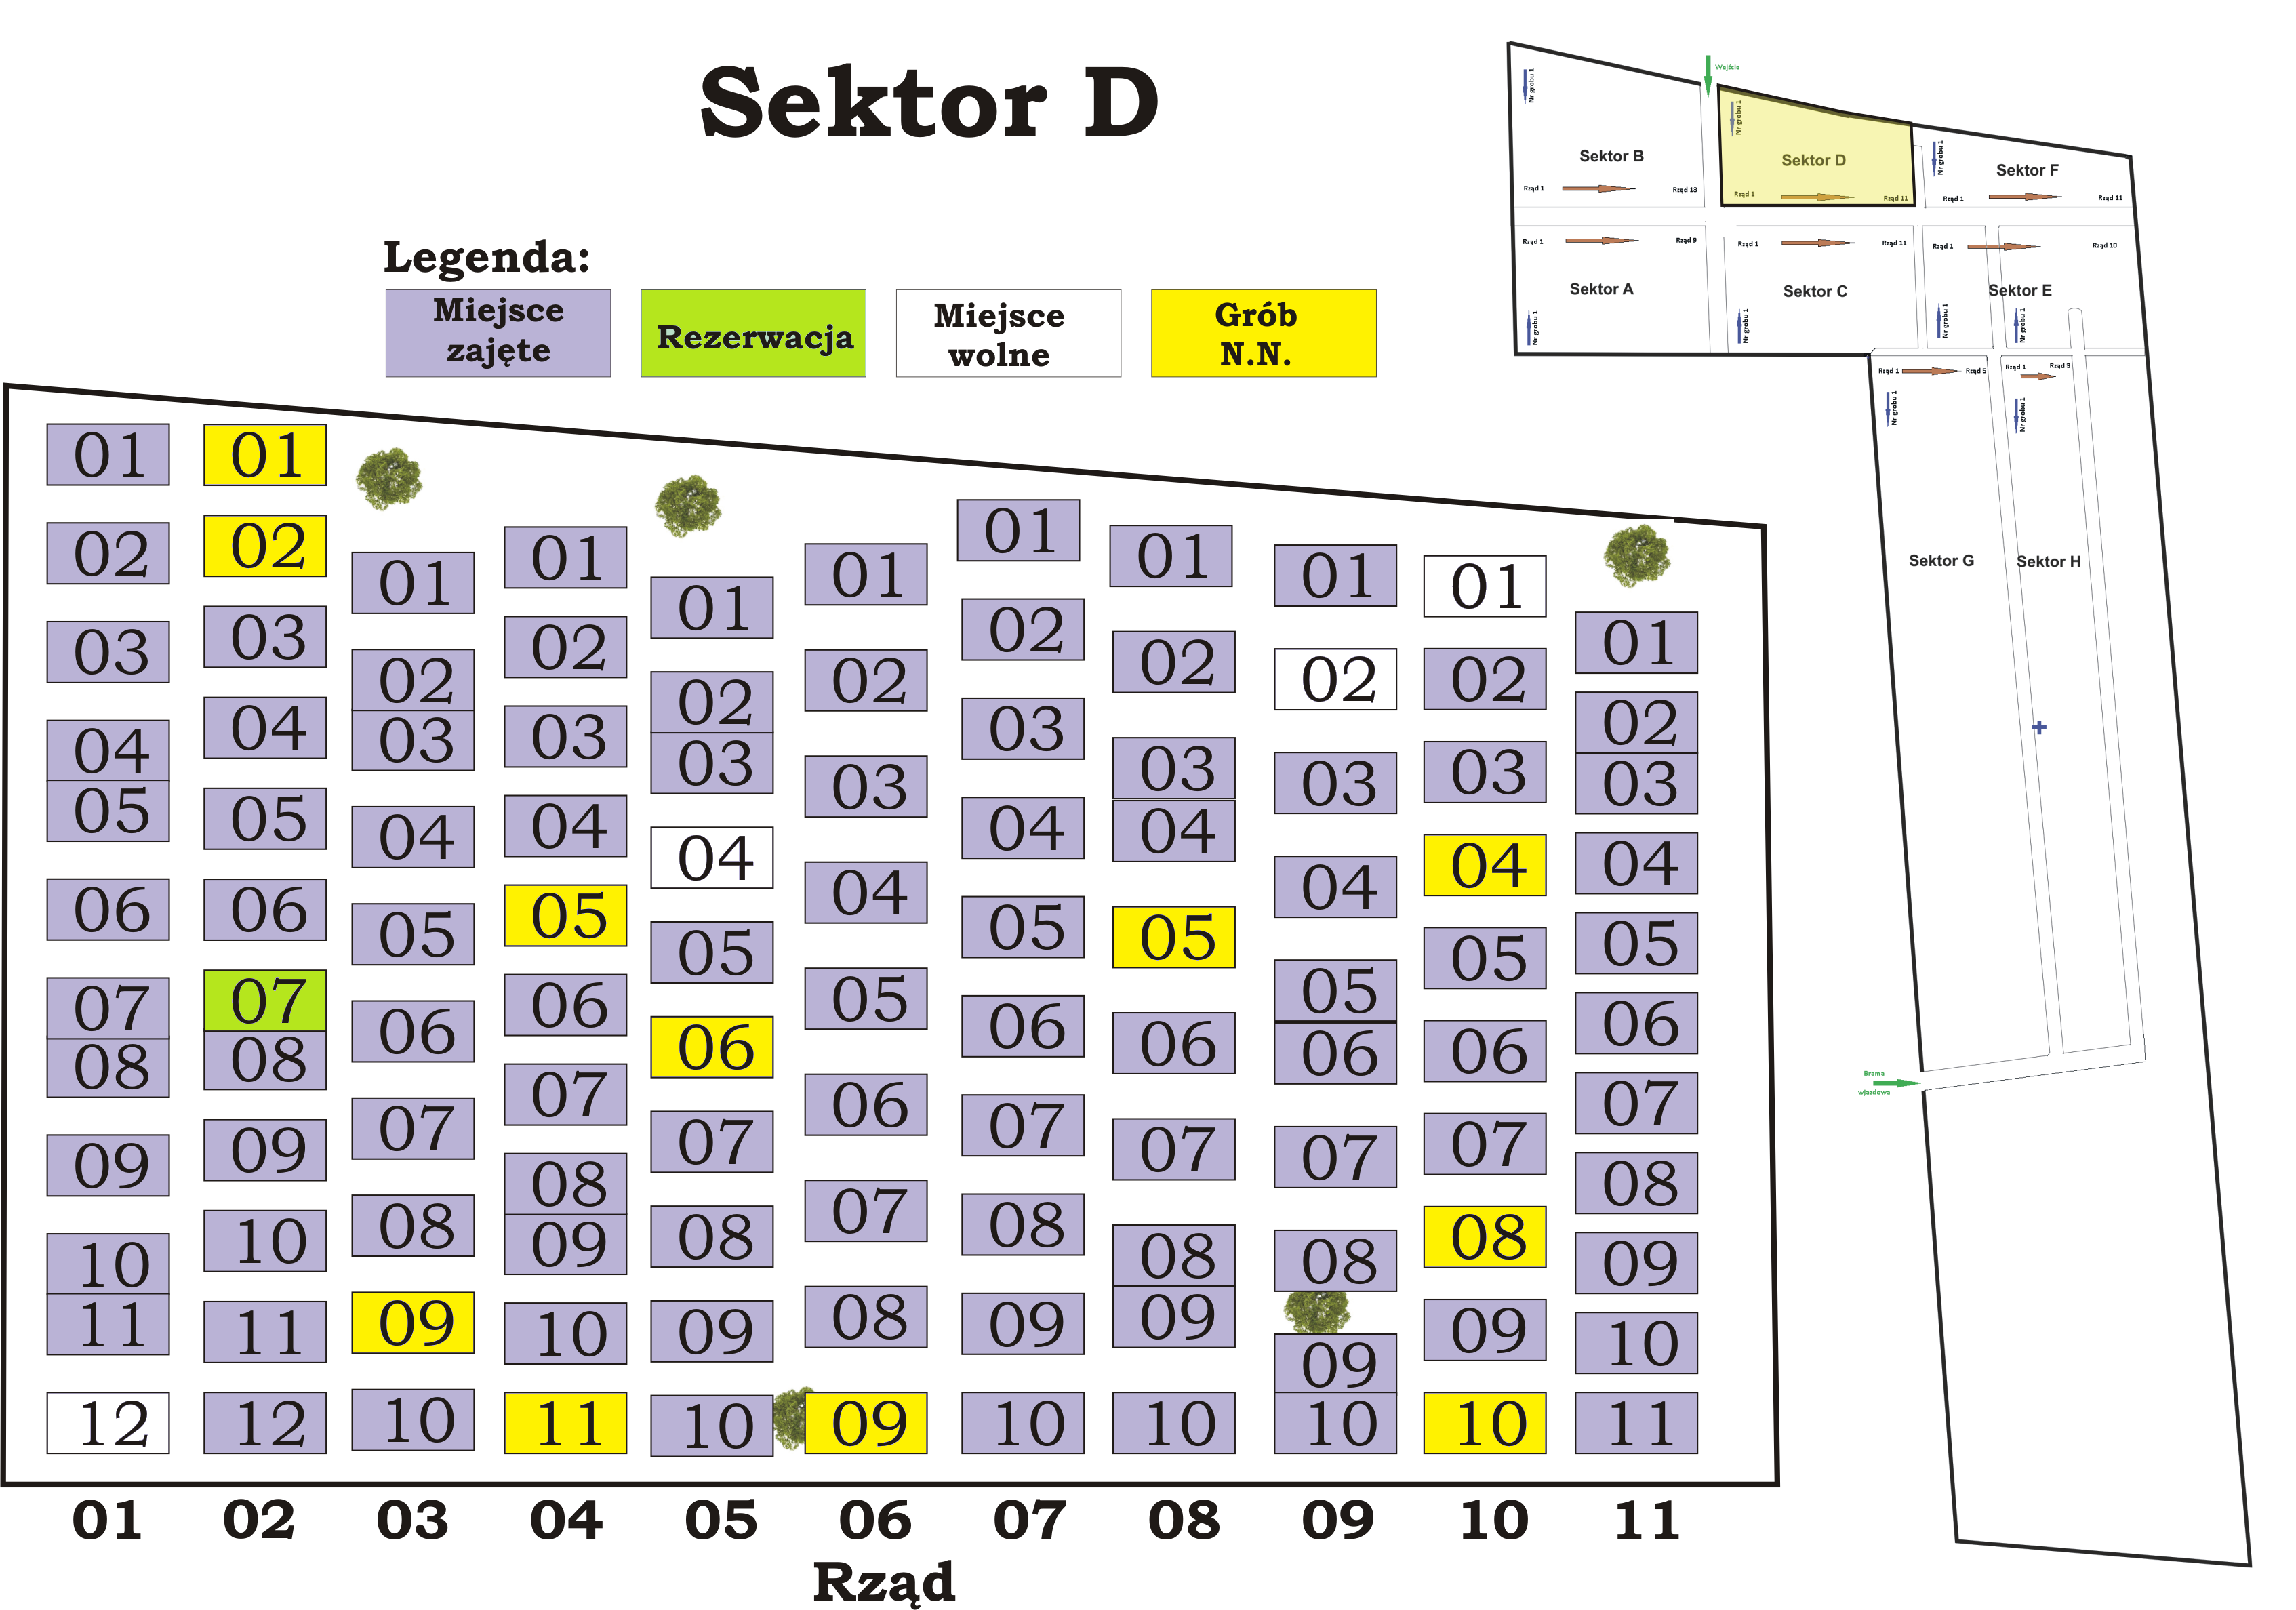 Sektor D
Legenda:
Miejsce
zajęte
Rezerwacja
Miejsce
wolne
Grób
N.N.
01 01
02 02
03 03
04 04
05 05
06 06
07 07
08 08
09 09
10 10
11 11
12 12
01 01 01 01 01 01 01 01 01
02 02 02 02 02 02 02 02 02
03 03 03 03 03 03 03 03 03
04 04 04 04 04 04 04 04 04
05 05 05 05 05 05 05 05 05
06 06 06 06 06 06 06 06 06
07 07 07 07 07 07 07 07 07
08 08 08 08 08 08 08 08 08
09 09 09 09 09 09 09 09 09
10 10 10 10 10 10 10 10
11 11
01 02 03 04 05 06 07 08 09 10 11
Rząd
Wejście
Nr grobu 1
Nr grobu 1
Nr grobu 1
Sektor B
Sektor D
Sektor F
Rząd 1 Rząd 13
Rząd 1 Rząd 11
Rząd 1 Rząd 11
Rząd 1 Rząd 9
Rząd 1 Rząd 11
Rząd 1 Rząd 10
Sektor A
Sektor C
Sektor E
Nr grobu 1
Nr grobu 1
Nr grobu 1
Nr grobu 1
Rząd 1 Rząd 5
Rząd 1 Rząd 3
Nr grobu 1
Nr grobu 1
Sektor G
Sektor H
Brama
wjazdowa